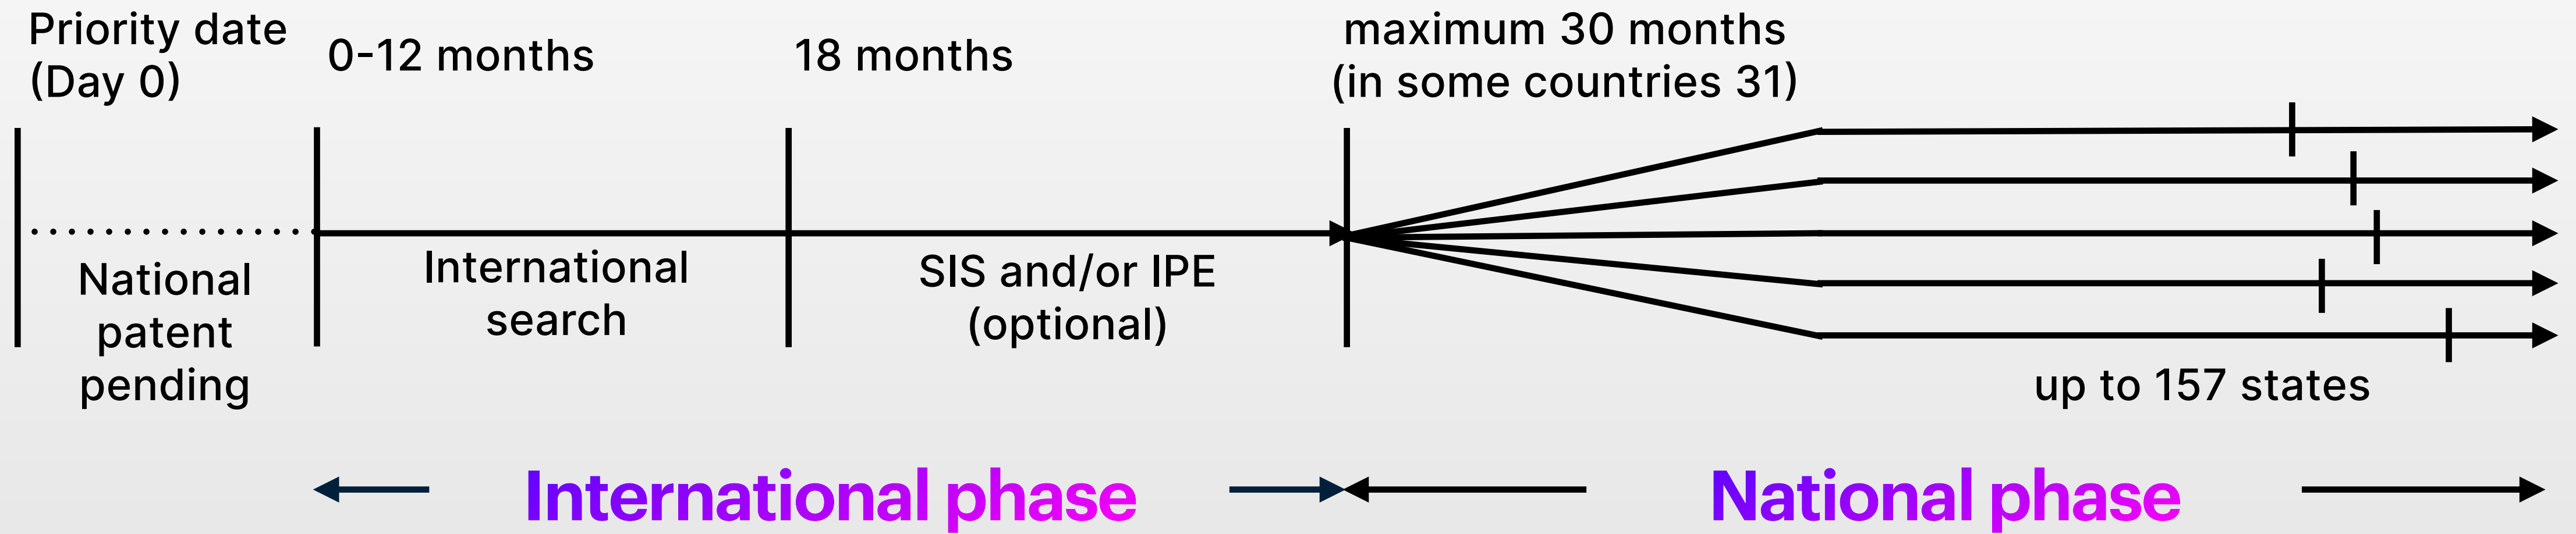 Priority date
(Day 0)
0-12 months
18 months
maximum 30 months
(in some countries 31)
National
patent
pending
International
search
SIS and/or IPE
(optional)
up to 157 states
International phase
National phase